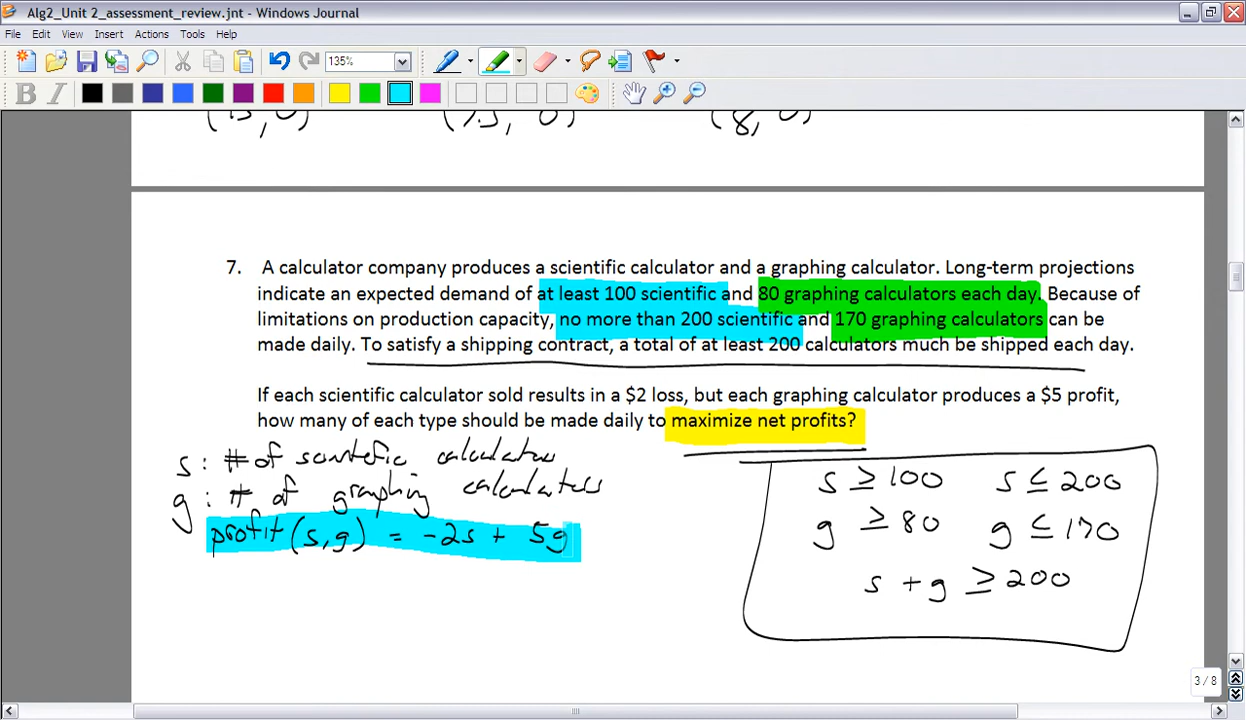 Alg2_Unit 2_assessment_review.jnt - Windows Journal
File Edit View Insert Actions Tools Help
135%
B I
7. A calculator company produces a scientific calculator and a graphing calculator. Long-term projections
indicate an expected demand of at least 100 scientific and 80 graphing calculators each day. Because of
limitations on production capacity, no more than 200 scientific and 170 graphing calculators can be
made daily. To satisfy a shipping contract, a total of at least 200 calculators much be shipped each day.
If each scientific calculator sold results in a $2 loss, but each graphing calculator produces a $5 profit,
how many of each type should be made daily to maximize net profits?
s : # of scientefic calculators
g : # of graphing calculators
profit (s,g) = -2s + 5g
s ≥ 100 s ≤ 200
g ≥ 80 g ≤ 170
s + g ≥ 200
3 / 8